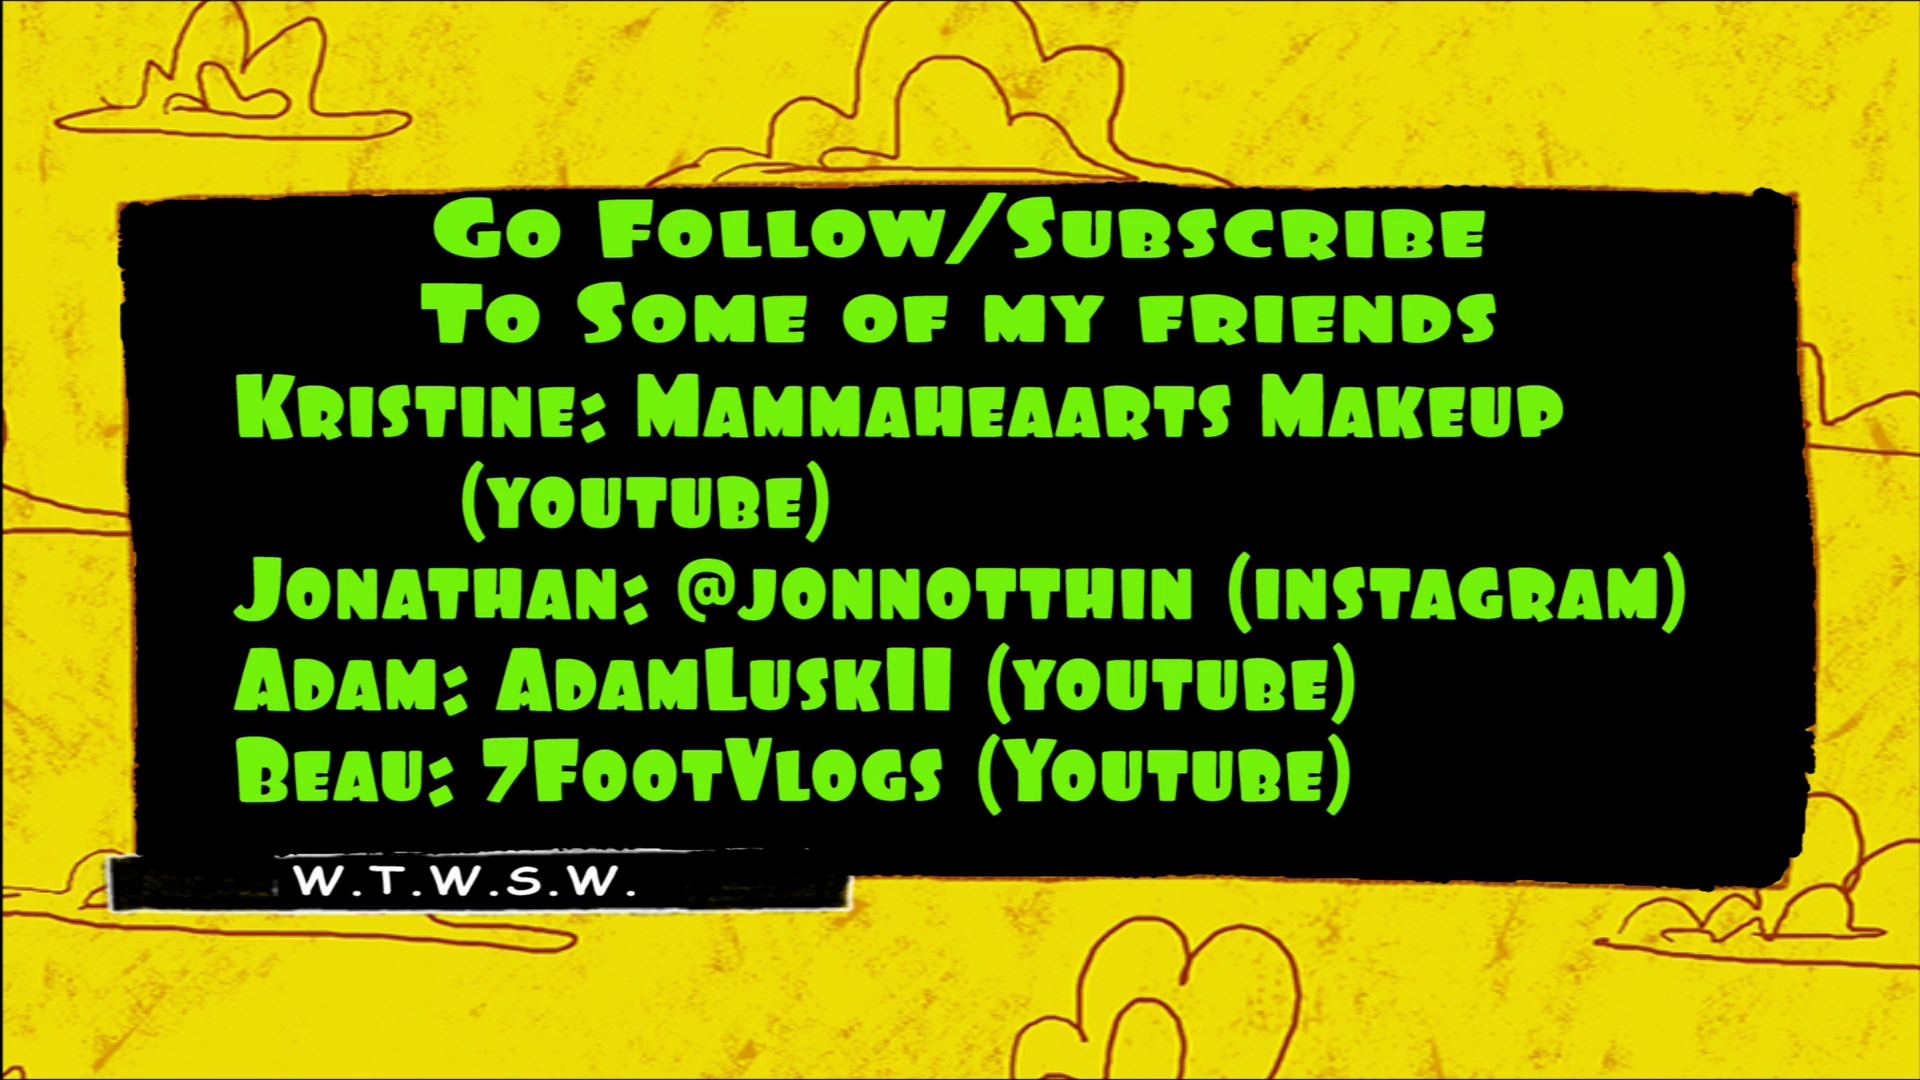 Go Follow/Subscribe
To Some of my friends
Kristine: Mammaheaarts Makeup
(youtube)
Jonathan: @jonnotthin (instagram)
Adam: AdamLuskII (youtube)
Beau: 7FootVlogs (Youtube)
W.T.W.S.W.